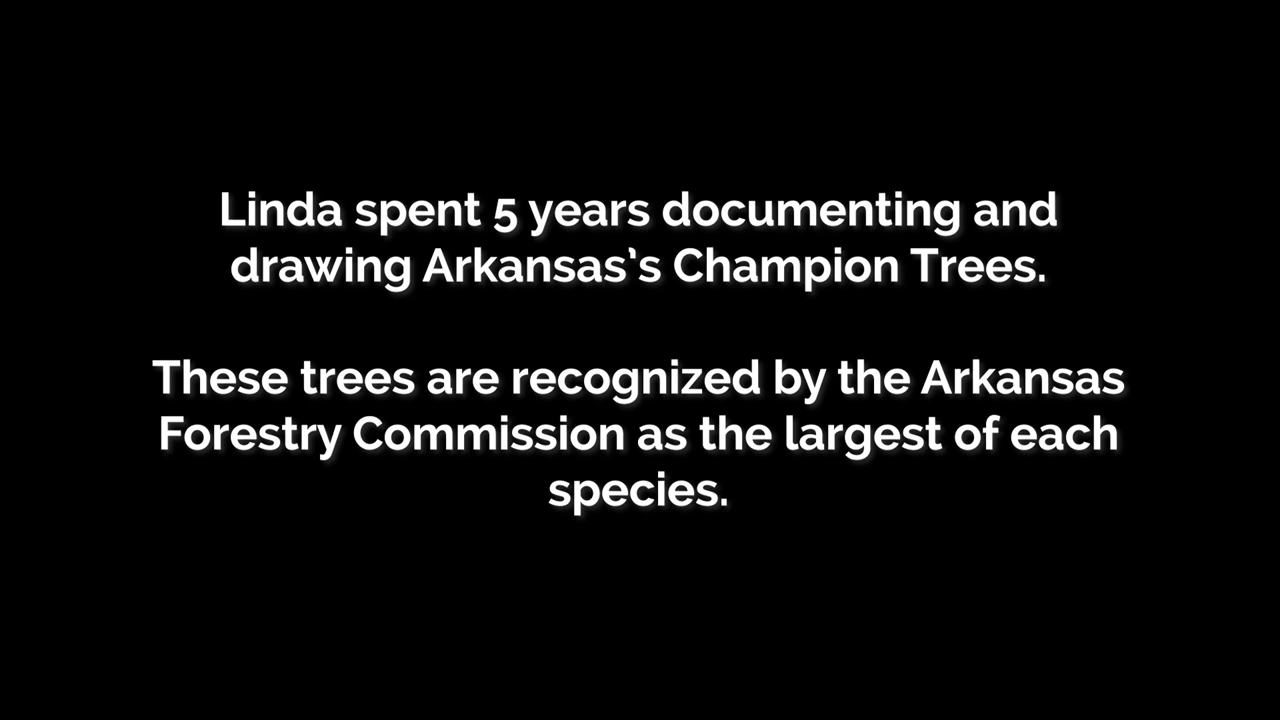 Linda spent 5 years documenting and
drawing Arkansas’s Champion Trees.
These trees are recognized by the Arkansas
Forestry Commission as the largest of each
species.